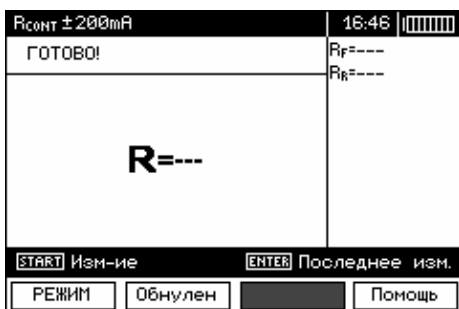 RCONT ±200mA 16:46
ГОТОВО!
RF=---
RR=---
R=---
START Изм-ие ENTER Последнее изм.
РЕЖИМ Обнулен Помощь